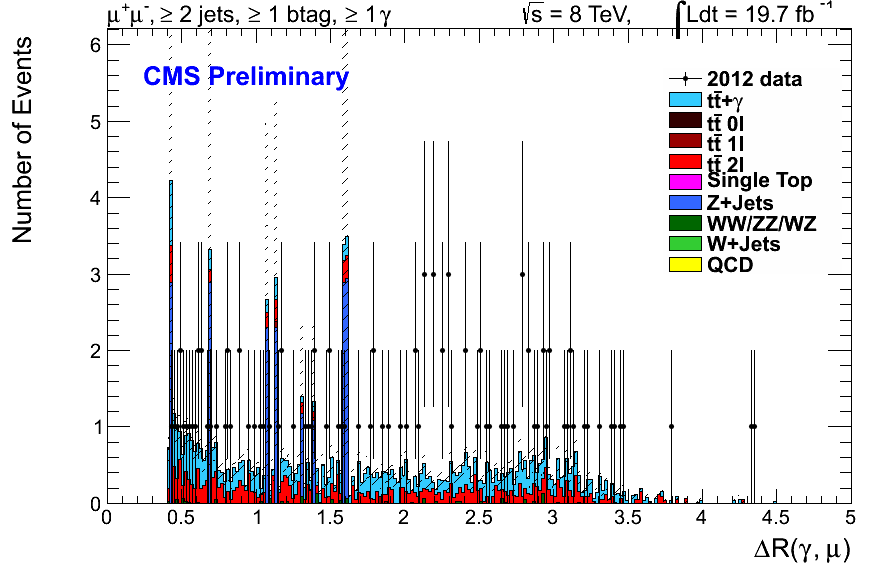 μ⁺μ⁻, ≥ 2 jets, ≥ 1 btag, ≥ 1 γ
√s = 8 TeV, ∫Ldt = 19.7 fb⁻¹
Number of Events
CMS Preliminary
2012 data
tt̄+γ
tt̄ 0l
tt̄ 1l
tt̄ 2l
Single Top
Z+Jets
WW/ZZ/WZ
W+Jets
QCD
6
5
4
3
2
1
0
0 0.5 1 1.5 2 2.5 3 3.5 4 4.5 5
ΔR(γ, μ)